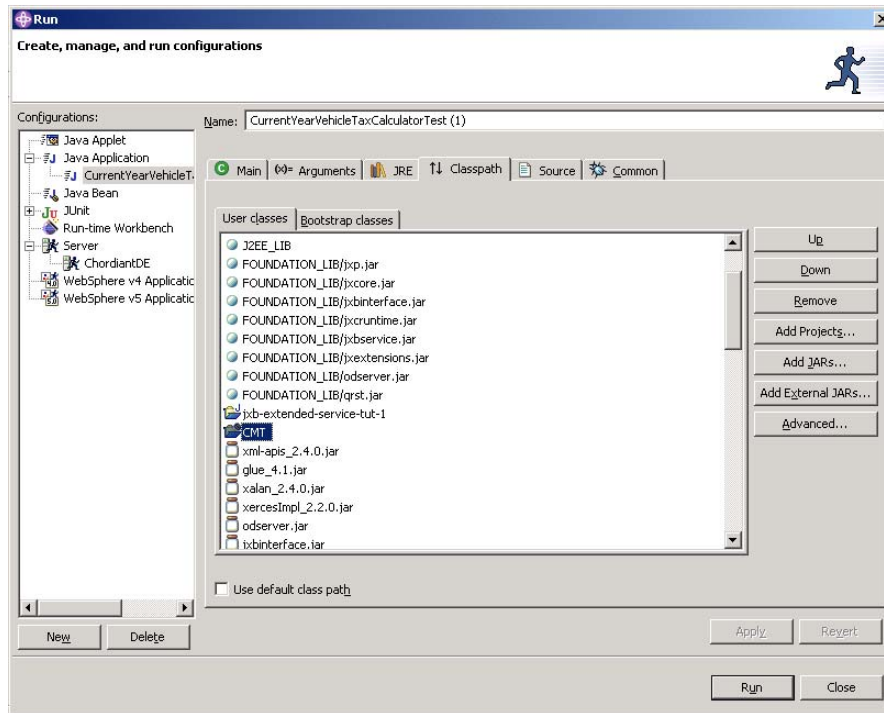 Run
Create, manage, and run configurations
Configurations:
Java Applet
Java Application
CurrentYearVehicleT
Java Bean
JUnit
Run-time Workbench
Server
ChordiantDE
WebSphere v4 Applicatic
WebSphere v5 Applicatic
New
Delete
Name: CurrentYearVehicleTaxCalculatorTest (1)
Main
(x)= Arguments
JRE
Classpath
Source
Common
User classes
Bootstrap classes
J2EE_LIB
FOUNDATION_LIB/jxp.jar
FOUNDATION_LIB/jxcore.jar
FOUNDATION_LIB/jxbinterface.jar
FOUNDATION_LIB/jxcruntime.jar
FOUNDATION_LIB/jxbservice.jar
FOUNDATION_LIB/jxextensions.jar
FOUNDATION_LIB/odserver.jar
FOUNDATION_LIB/qrst.jar
jxb-extended-service-tut-1
CMT
xml-apis_2.4.0.jar
glue_4.1.jar
xalan_2.4.0.jar
xercesImpl_2.2.0.jar
odserver.jar
jxbinterface.jar
Up
Down
Remove
Add Projects...
Add JARs...
Add External JARs...
Advanced...
Use default class path
Apply
Revert
Run
Close